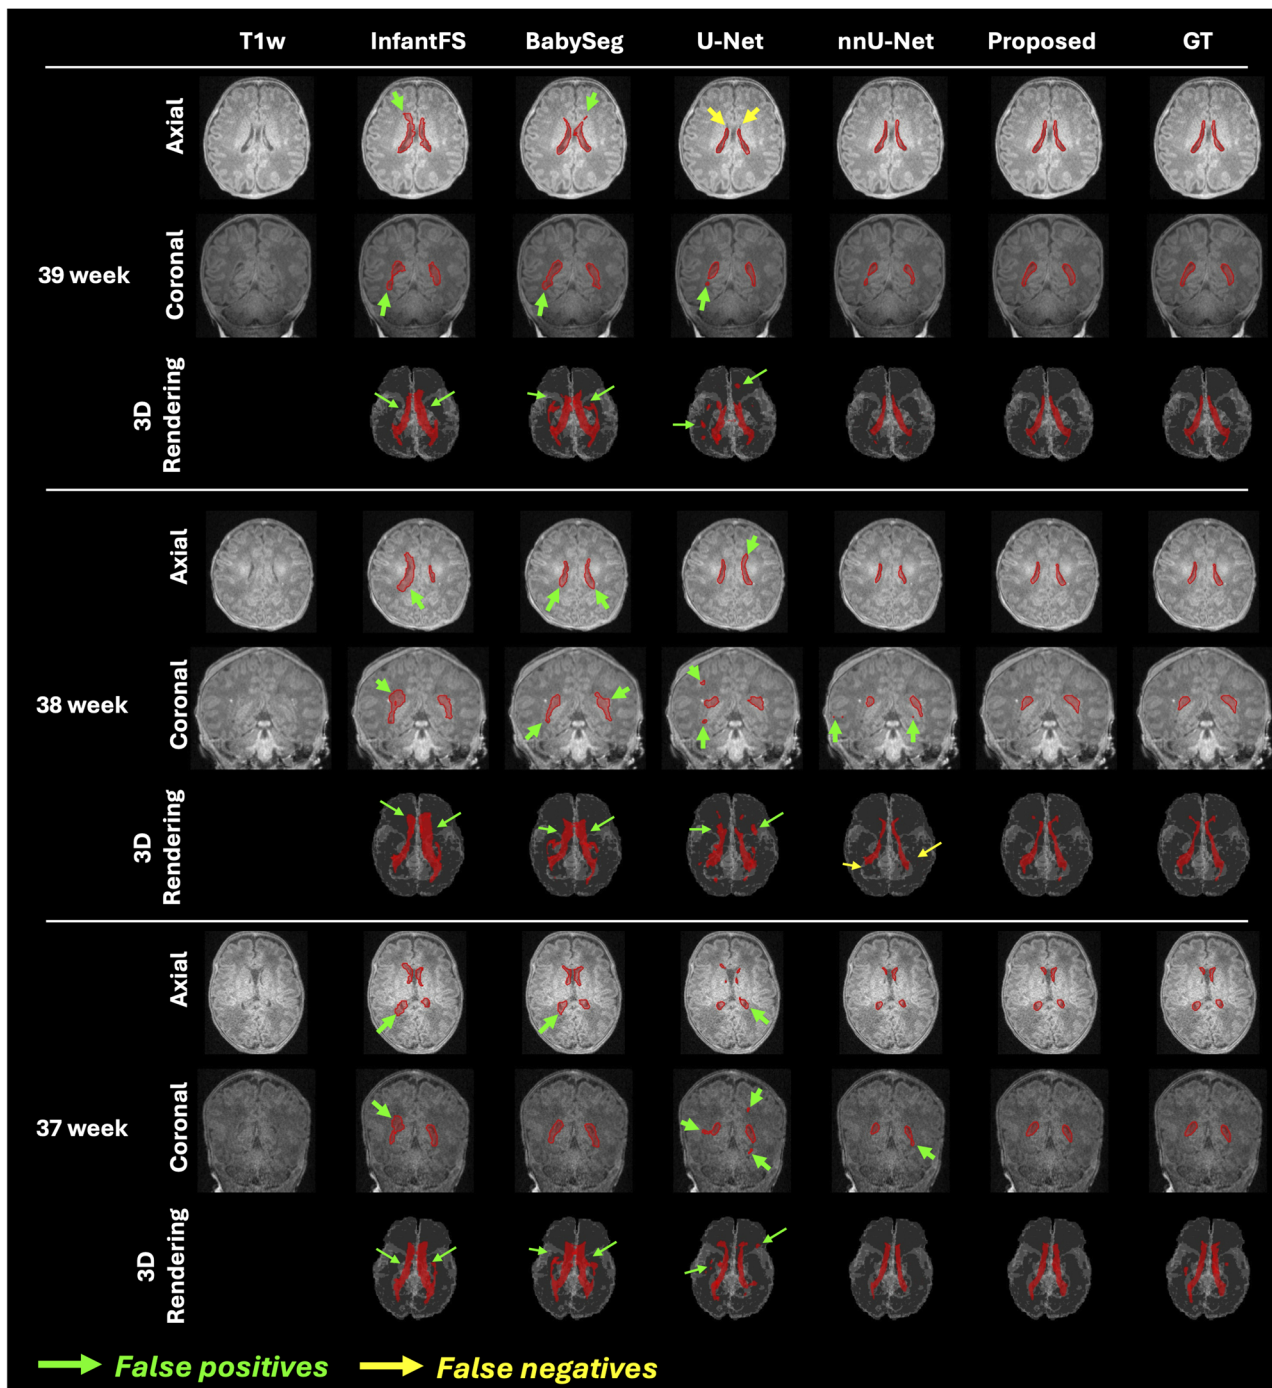 T1w InfantFS BabySeg U-Net nnU-Net Proposed GT
39 week
Axial
Coronal
3D
Rendering
38 week
Axial
Coronal
3D
Rendering
37 week
Axial
Coronal
3D
Rendering
False positives False negatives